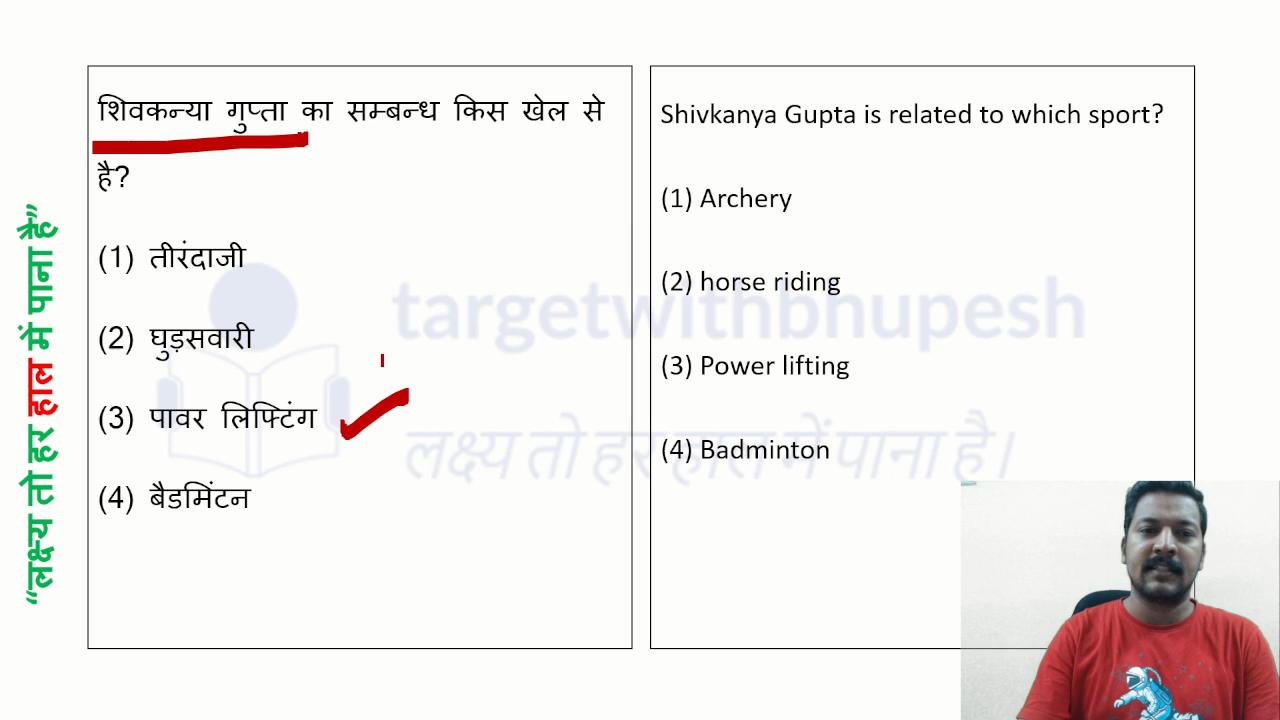 “लक्ष्य तो हर हाल में पाना है”
शिवकन्या गुप्ता का सम्बन्ध किस खेल से
है?
(1) तीरंदाजी
(2) घुड़सवारी
(3) पावर लिफ्टिंग
(4) बैडमिंटन
Shivkanya Gupta is related to which sport?
(1) Archery
(2) horse riding
(3) Power lifting
(4) Badminton
targetwithbhupesh
लक्ष्य तो हर हाल में पाना है।